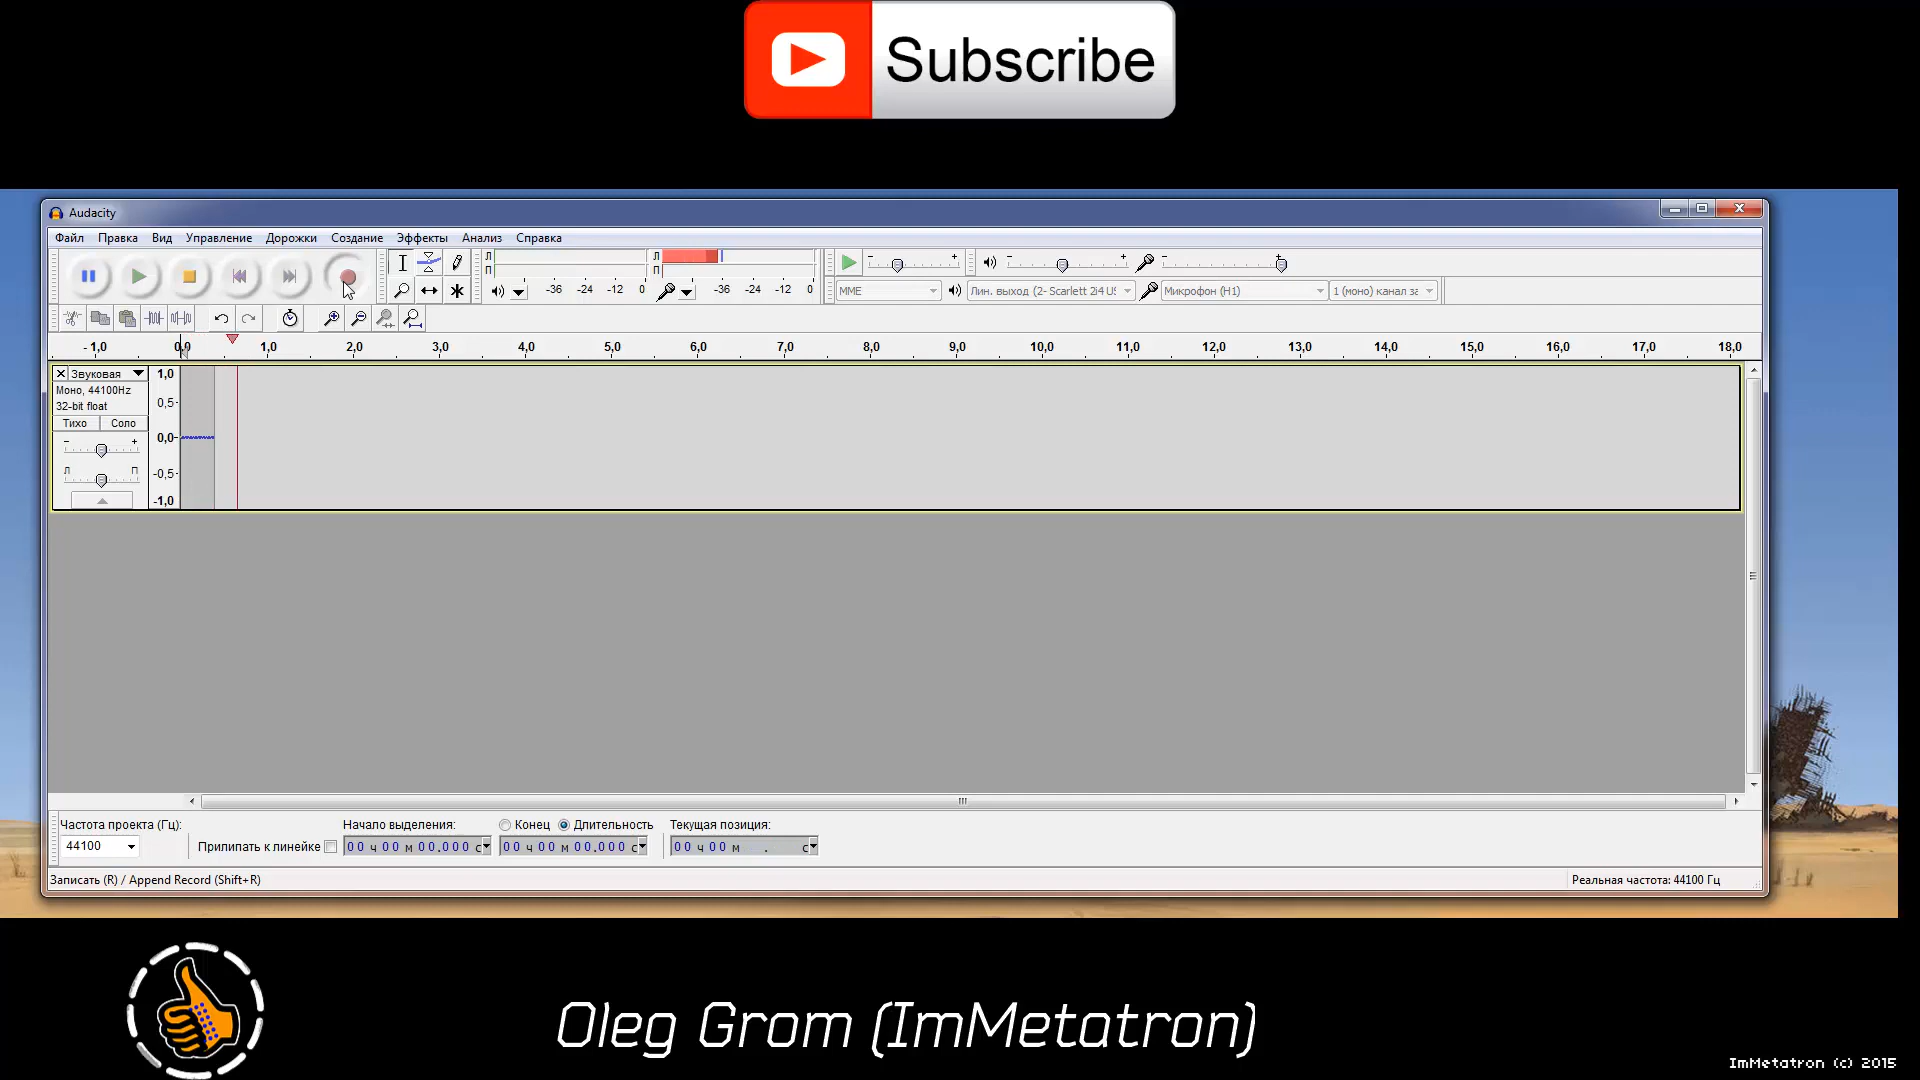 Subscribe
Audacity
Файл Правка Вид Управление Дорожки Создание Эффекты Анализ Справка
Л Л
П П
-36 -24 -12 0 -36 -24 -12 0
MME Лин. выход (2- Scarlett 2i4 US Микрофон (H1) 1 (моно) канал за
- 1,0 0,0 1,0 2,0 3,0 4,0 5,0 6,0 7,0 8,0 9,0 10,0 11,0 12,0 13,0 14,0 15,0 16,0 17,0 18,0
Звуковая 1,0
Моно, 44100Hz
32-bit float 0,5
Тихо Соло
0,0
Л П -0,5
-1,0
Частота проекта (Гц): Начало выделения: Конец Длительность Текущая позиция:
44100 Прилипать к линейке 00 ч 00 м 00.000 с 00 ч 00 м 00.000 с 00 ч 00 м . с
Записать (R) / Append Record (Shift+R) Реальная частота: 44100 Гц
Oleg Grom (ImMetatron)
ImMetatron (c) 2015